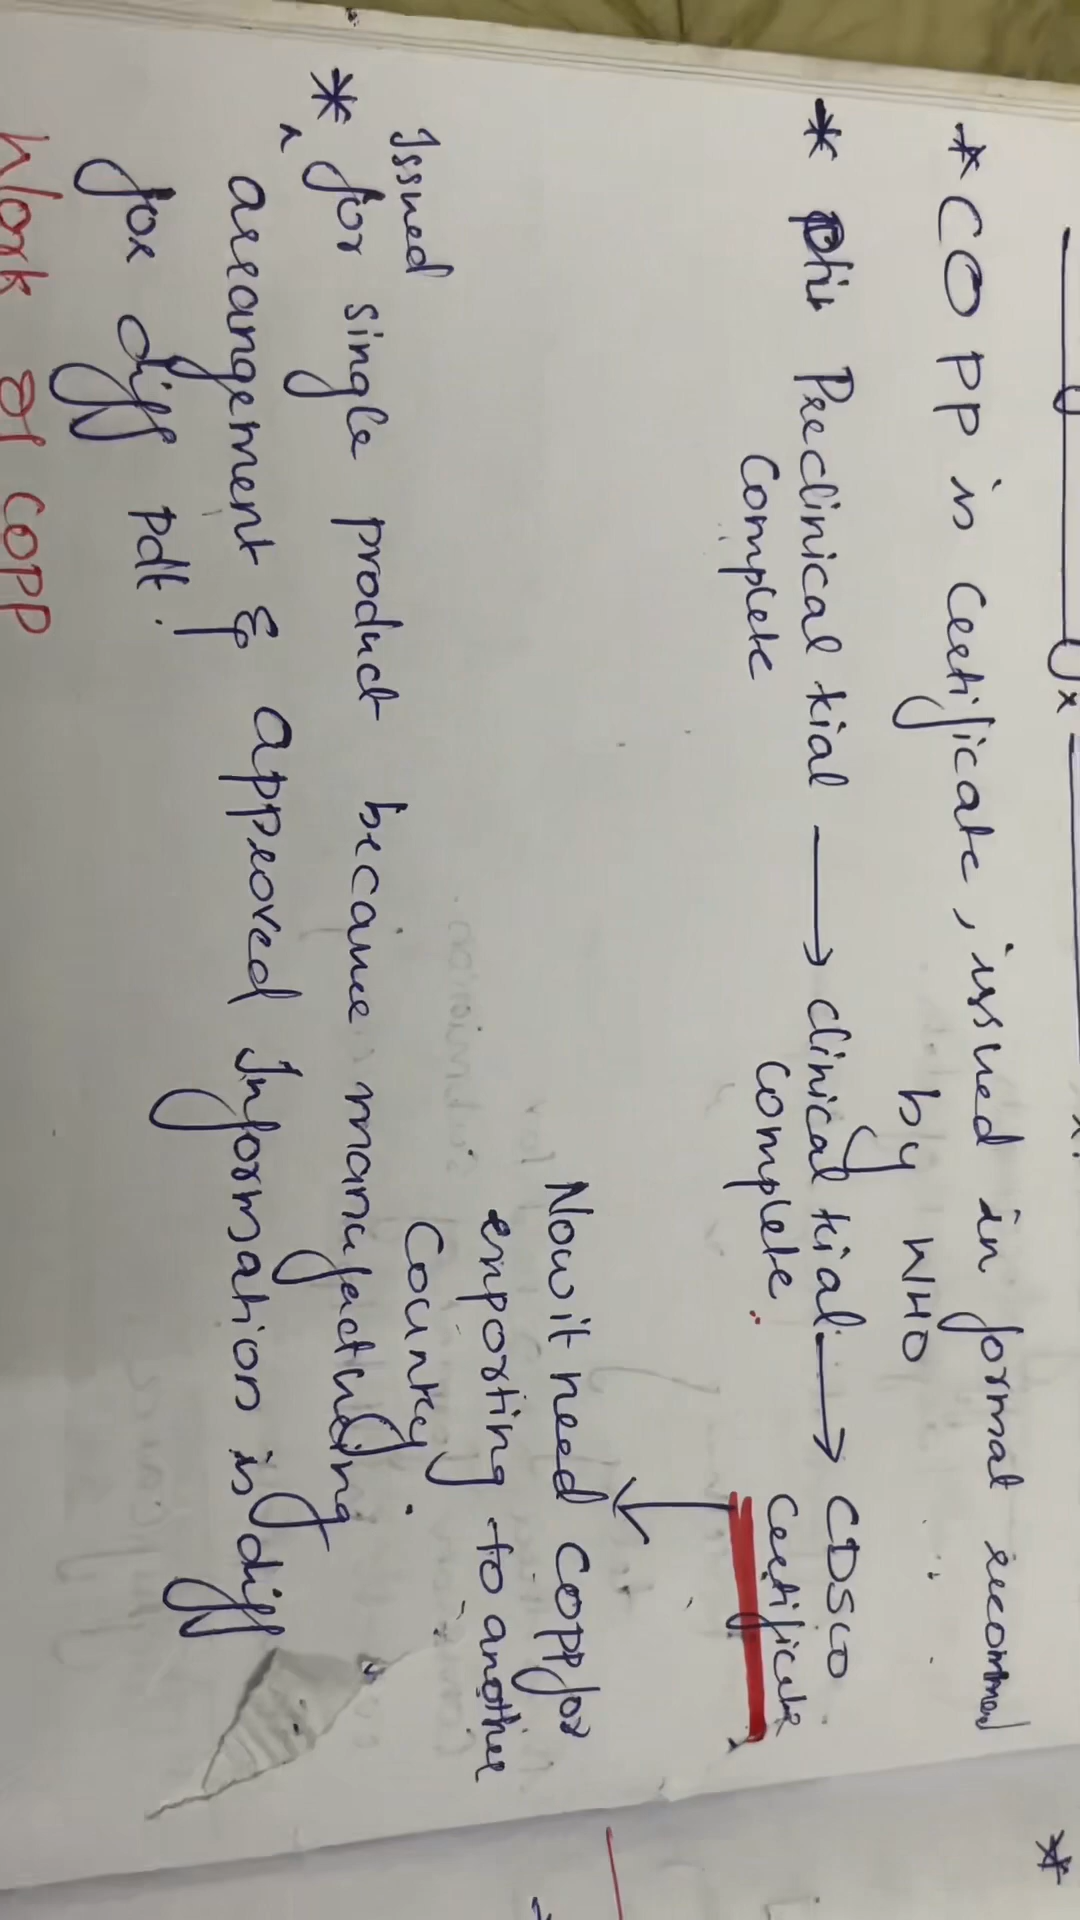 * COPP is Certificate, issued in format recommend
by WHO
* Preclinical trial → clinical trial → CDSCO
Complete complete. Certificate
Now it need COPP for
exporting to another
Country.
Issued
* for single product because manufacturing
arrangement & approved Information is diff
for diff pdt.
Work of COPP